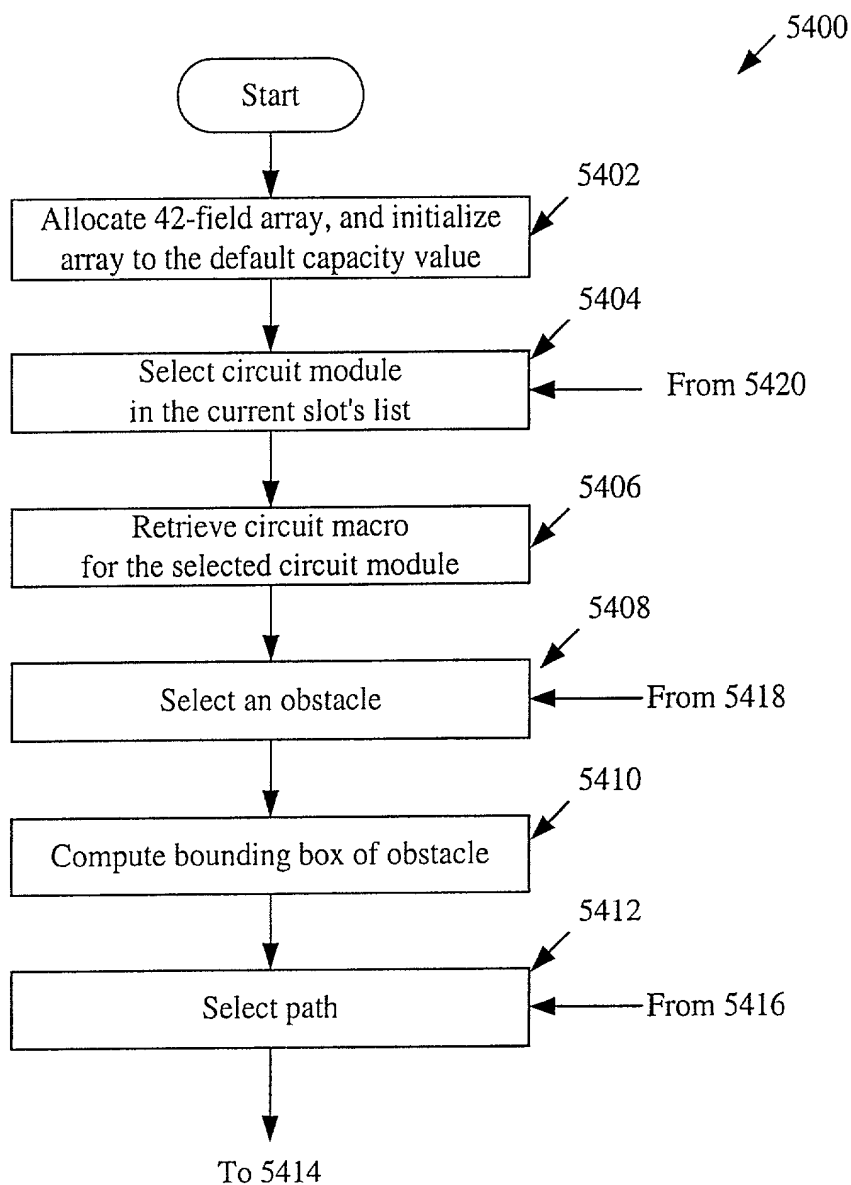 5400
Start
5402
Allocate 42-field array, and initialize
array to the default capacity value
5404
Select circuit module
in the current slot's list
From 5420
5406
Retrieve circuit macro
for the selected circuit module
5408
Select an obstacle
From 5418
5410
Compute bounding box of obstacle
5412
Select path
From 5416
To 5414